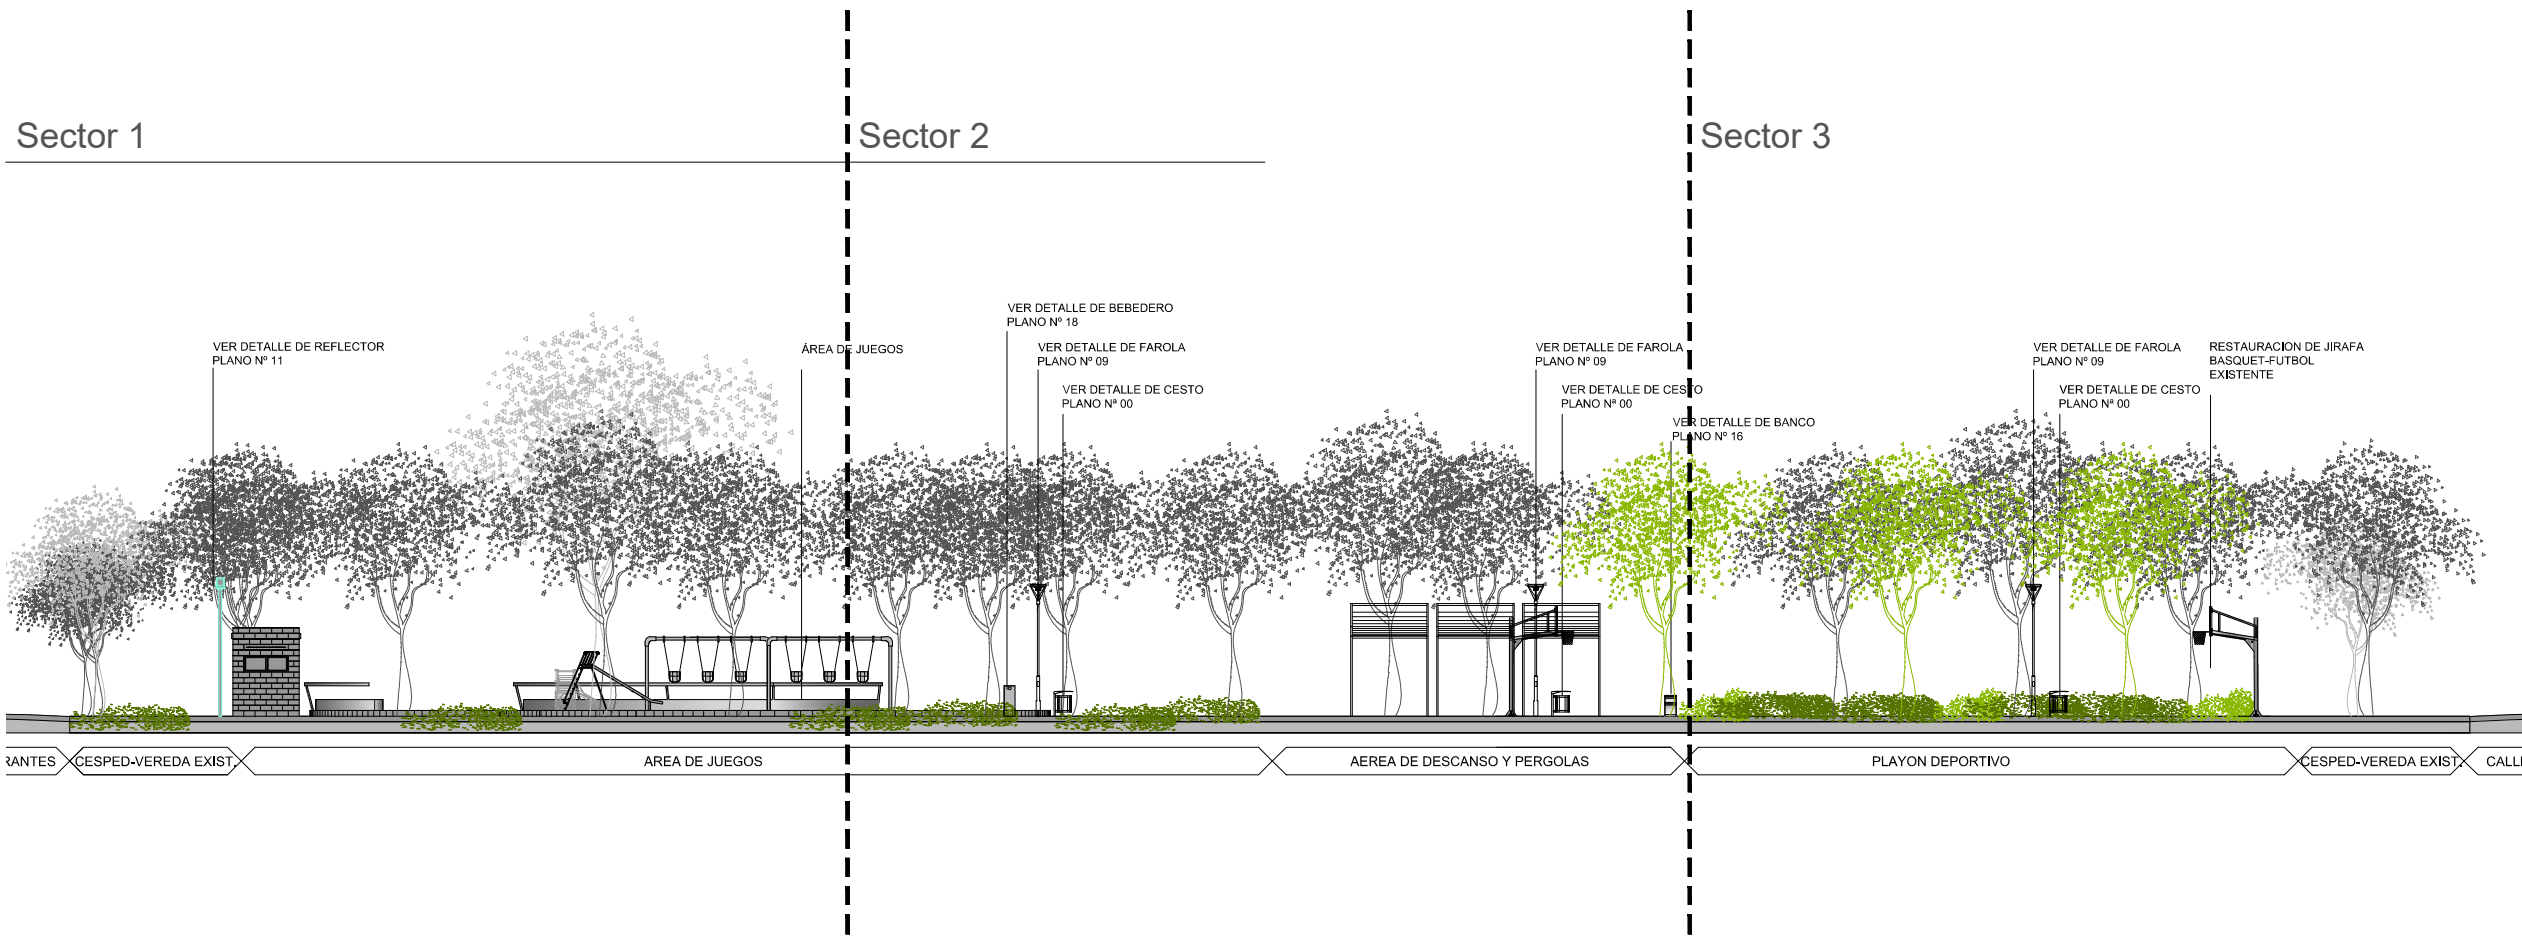 Sector 1
Sector 2
Sector 3
VER DETALLE DE REFLECTOR
PLANO Nº 11
ÁREA DE JUEGOS
VER DETALLE DE BEBEDERO
PLANO Nº 18
VER DETALLE DE FAROLA
PLANO Nº 09
VER DETALLE DE CESTO
PLANO Nª 00
VER DETALLE DE FAROLA
PLANO Nº 09
VER DETALLE DE CESTO
PLANO Nª 00
VER DETALLE DE BANCO
PLANO Nº 16
VER DETALLE DE FAROLA
PLANO Nº 09
VER DETALLE DE CESTO
PLANO Nª 00
RESTAURACION DE JIRAFA
BASQUET-FUTBOL
EXISTENTE
RANTES
CESPED-VEREDA EXIST.
AREA DE JUEGOS
AEREA DE DESCANSO Y PERGOLAS
PLAYON DEPORTIVO
CESPED-VEREDA EXIST.
CALL